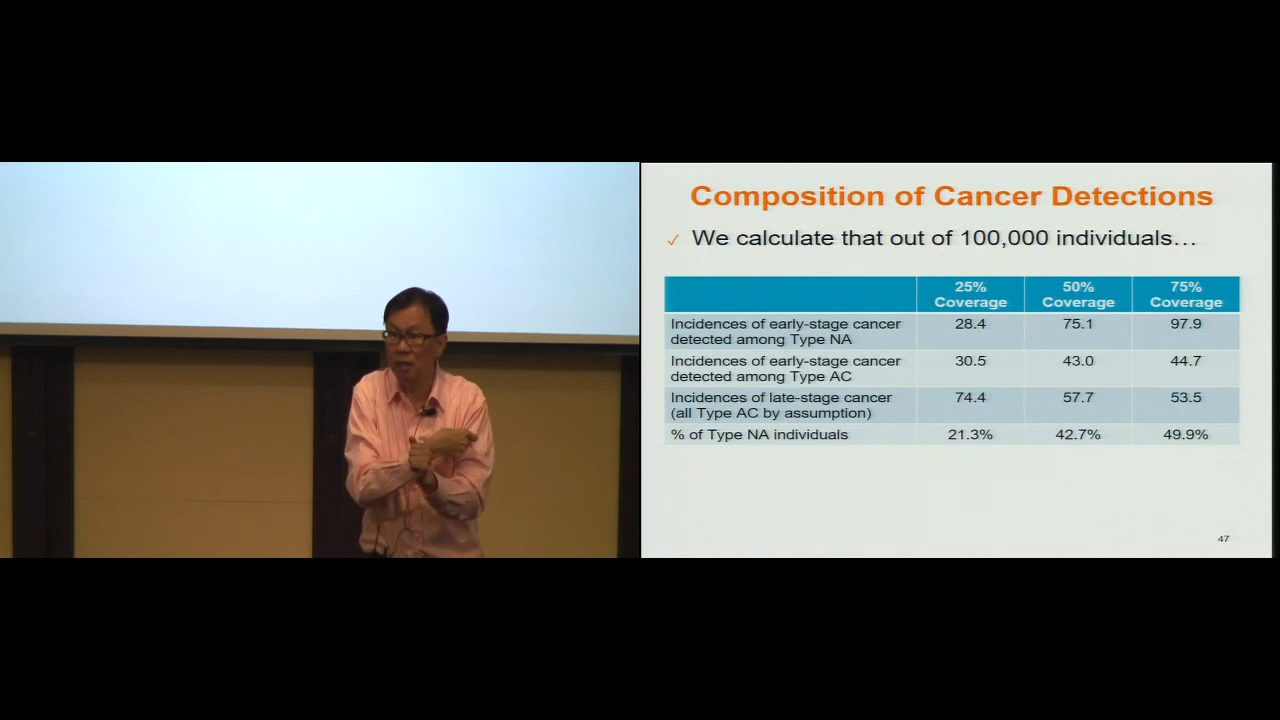 Composition of Cancer Detections
✓ We calculate that out of 100,000 individuals…
25% Coverage 50% Coverage 75% Coverage
Incidences of early-stage cancer detected among Type NA 28.4 75.1 97.9
Incidences of early-stage cancer detected among Type AC 30.5 43.0 44.7
Incidences of late-stage cancer (all Type AC by assumption) 74.4 57.7 53.5
% of Type NA individuals 21.3% 42.7% 49.9%
47